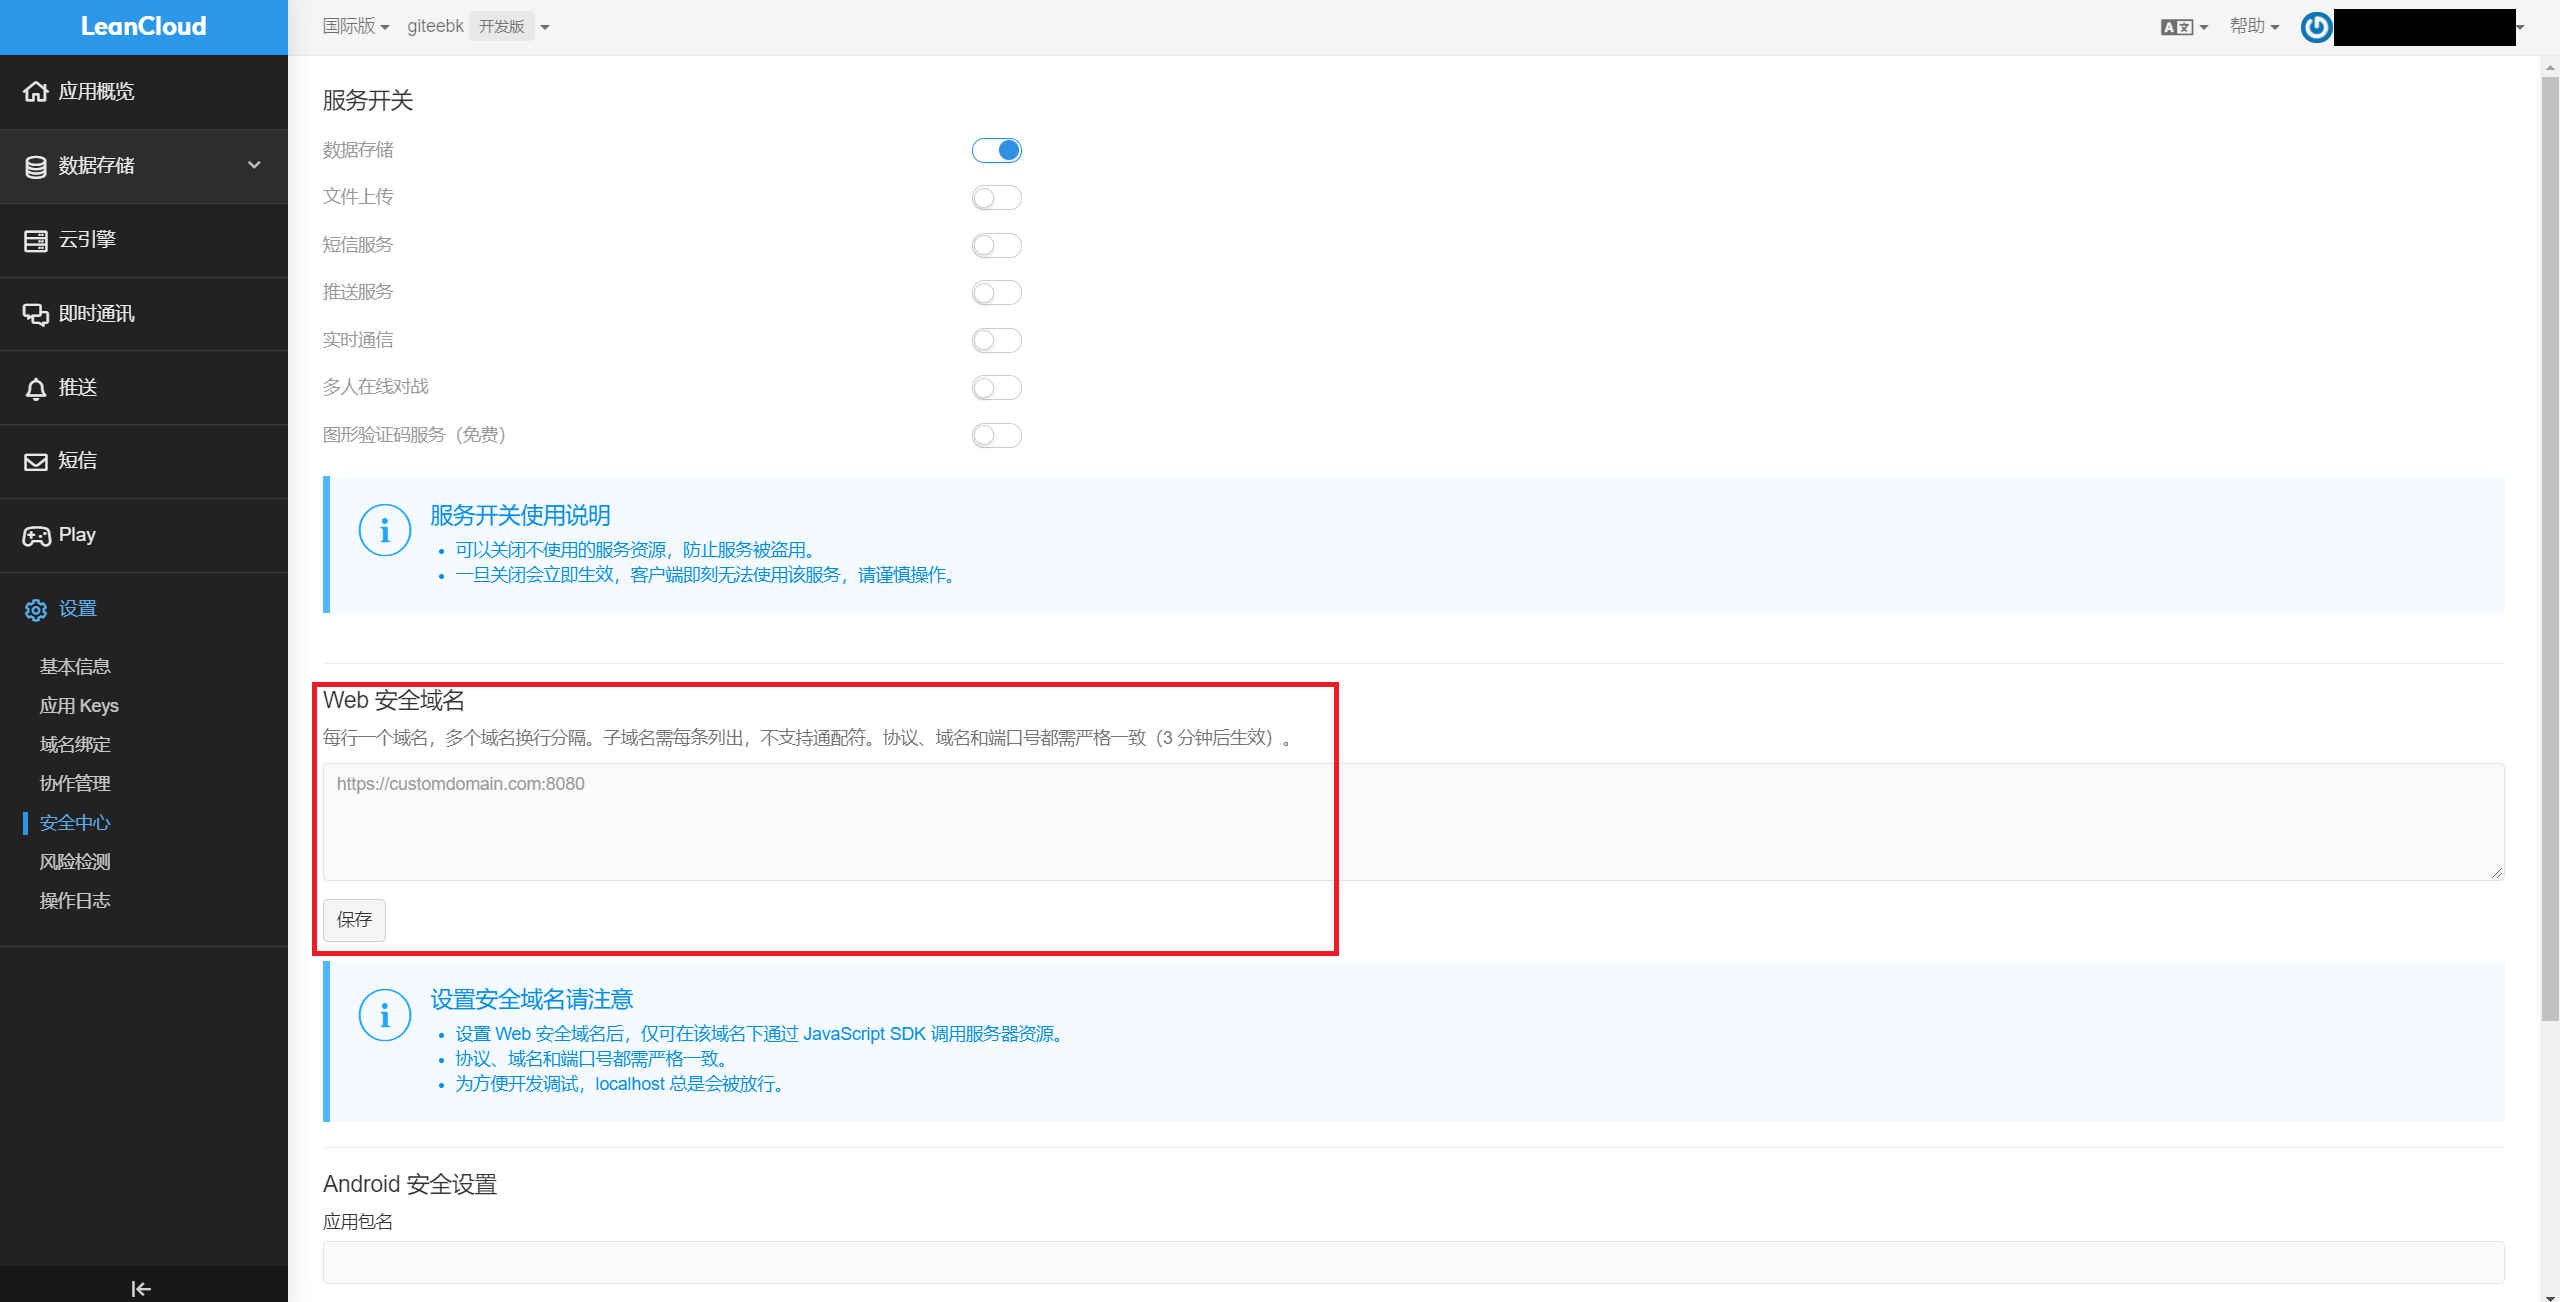 LeanCloud
国际版
giteebk
开发版
帮助
应用概览
数据存储
云引擎
即时通讯
推送
短信
Play
设置
基本信息
应用 Keys
域名绑定
协作管理
安全中心
风险检测
操作日志
服务开关
数据存储
文件上传
短信服务
推送服务
实时通信
多人在线对战
图形验证码服务（免费）
服务开关使用说明
可以关闭不使用的服务资源，防止服务被盗用。
一旦关闭会立即生效，客户端即刻无法使用该服务，请谨慎操作。
Web 安全域名
每行一个域名，多个域名换行分隔。子域名需每条列出，不支持通配符。协议、域名和端口号都需严格一致（3 分钟后生效）。
https://customdomain.com:8080
保存
设置安全域名请注意
设置 Web 安全域名后，仅可在该域名下通过 JavaScript SDK 调用服务器资源。
协议、域名和端口号都需严格一致。
为方便开发调试，localhost 总是会被放行。
Android 安全设置
应用包名